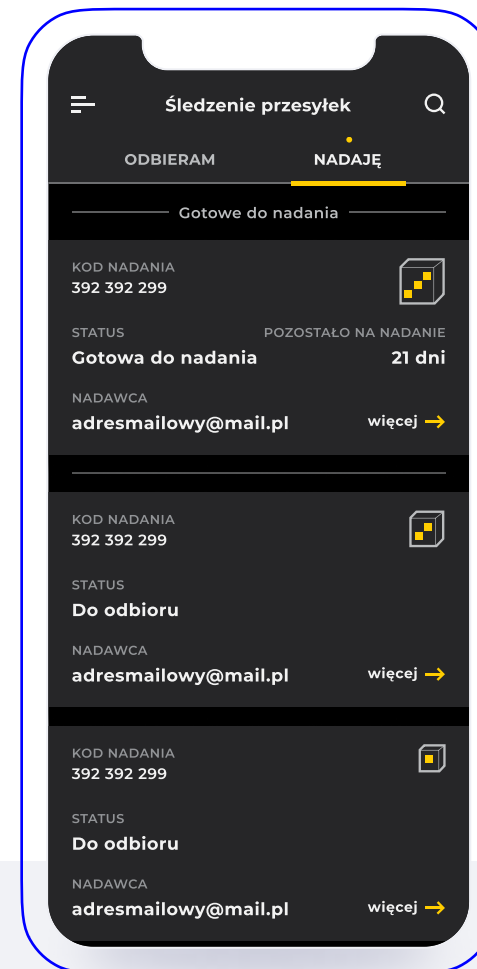 Śledzenie przesyłek
ODBIERAM NADAJĘ
Gotowe do nadania
KOD NADANIA
392 392 299
STATUS POZOSTAŁO NA NADANIE
Gotowa do nadania 21 dni
NADAWCA
adresmailowy@mail.pl więcej
KOD NADANIA
392 392 299
STATUS
Do odbioru
NADAWCA
adresmailowy@mail.pl więcej
KOD NADANIA
392 392 299
STATUS
Do odbioru
NADAWCA
adresmailowy@mail.pl więcej